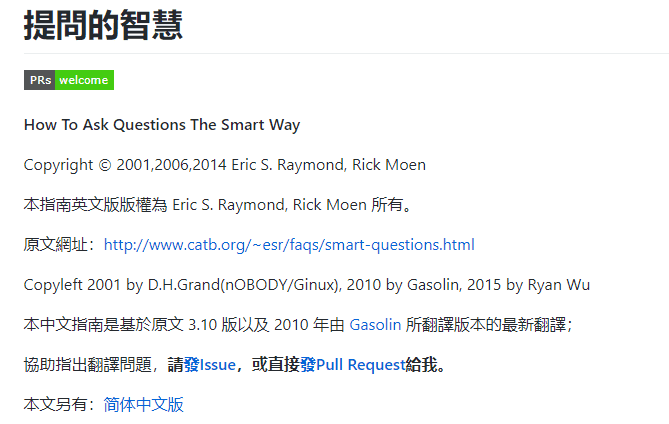 提問的智慧
PRs welcome
How To Ask Questions The Smart Way
Copyright © 2001,2006,2014 Eric S. Raymond, Rick Moen
本指南英文版版權為 Eric S. Raymond, Rick Moen 所有。
原文網址：http://www.catb.org/~esr/faqs/smart-questions.html
Copyleft 2001 by D.H.Grand(nOBODY/Ginux), 2010 by Gasolin, 2015 by Ryan Wu
本中文指南是基於原文 3.10 版以及 2010 年由 Gasolin 所翻譯版本的最新翻譯；
協助指出翻譯問題，請發Issue，或直接發Pull Request給我。
本文另有：简体中文版